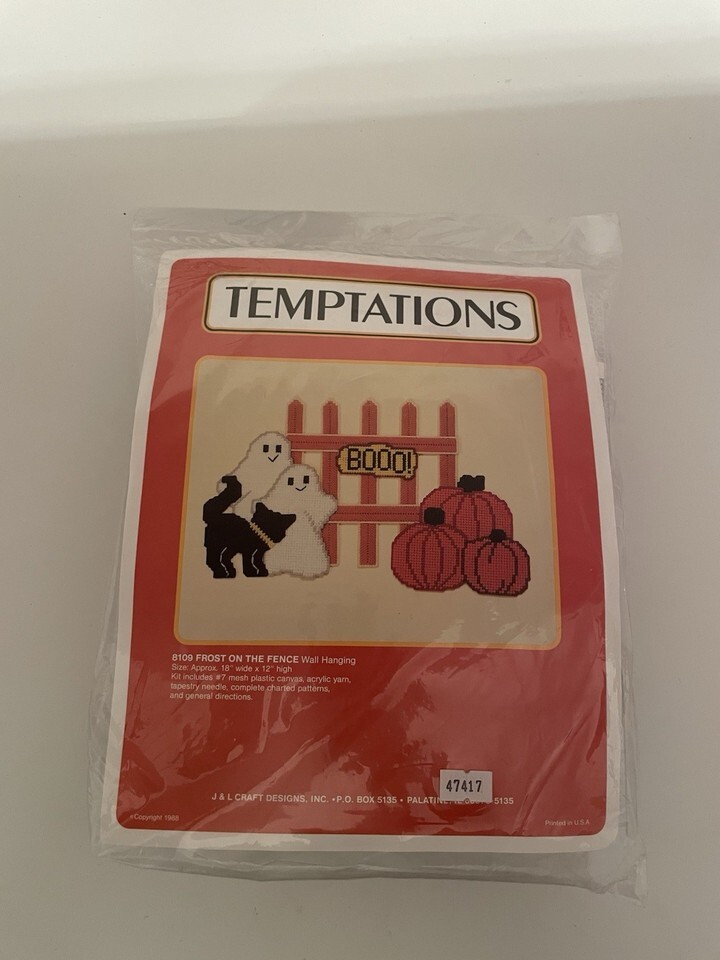 TEMPTATIONS
BOOO!
8109 FROST ON THE FENCE Wall Hanging
Size: Approx. 18" wide x 12" high
Kit includes #7 mesh plastic canvas, acrylic yarn,
tapestry needle, complete charted patterns,
and general directions.
47417
J & L CRAFT DESIGNS, INC. • P.O. BOX 5135 • PALATINE, 5135
©Copyright 1988
Printed in U.S.A